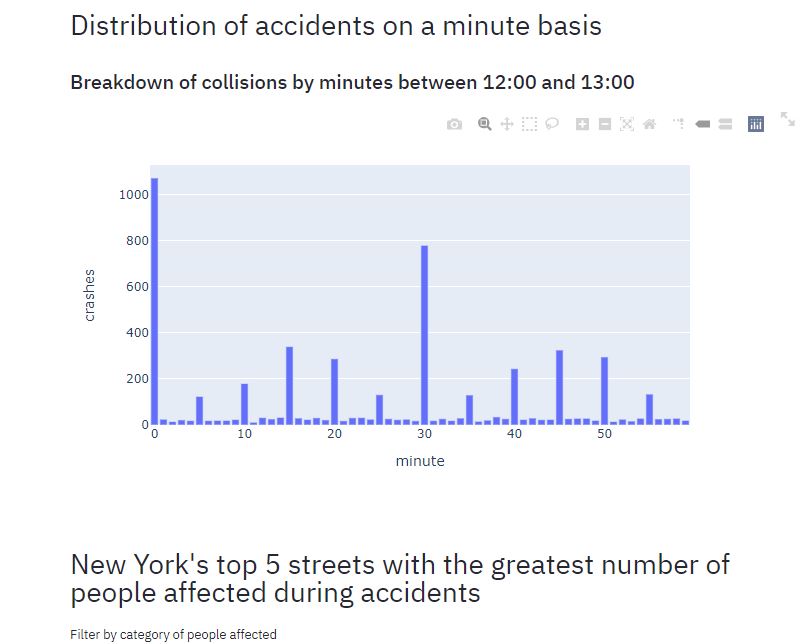 Distribution of accidents on a minute basis
Breakdown of collisions by minutes between 12:00 and 13:00
1000
800
600
400
200
0
crashes
0 10 20 30 40 50
minute
New York's top 5 streets with the greatest number of
people affected during accidents
Filter by category of people affected